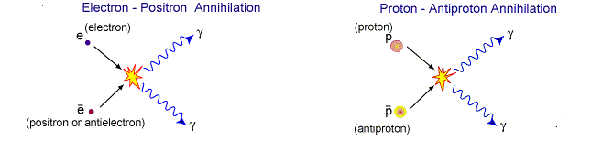 Electron - Positron Annihilation
(electron)
e
γ
ē
(positron or antielectron)
γ
Proton - Antiproton Annihilation
(proton)
p
γ
p̄
(antiproton)
γ